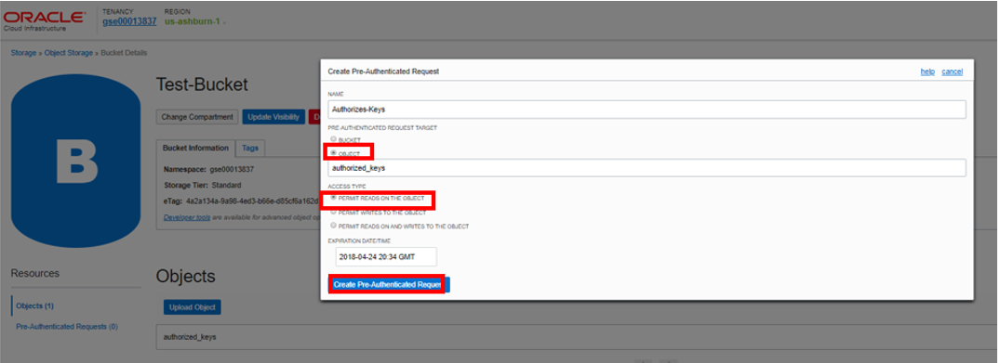 ORACLE
Cloud Infrastructure
TENANCY
gse00013837
REGION
us-ashburn-1
Storage » Object Storage » Bucket Details
B
Test-Bucket
Change Compartment Update Visibility
Bucket Information Tags
Namespace: gse00013837
Storage Tier: Standard
eTag: 4a2a134a-9a98-4ed3-b66e-d85cf6a162d
Developer tools are available for advanced object
Resources
Objects (1)
Pre-Authenticated Requests (0)
Objects
Upload Object
authorized_keys
Create Pre-Authenticated Request help cancel
NAME
Authorizes-Keys
PRE-AUTHENTICATED REQUEST TARGET
BUCKET
OBJECT
authorized_keys
ACCESS TYPE
PERMIT READS ON THE OBJECT
PERMIT WRITES TO THE OBJECT
PERMIT READS ON AND WRITES TO THE OBJECT
EXPIRATION DATE/TIME
2018-04-24 20:34 GMT
Create Pre-Authenticated Reques